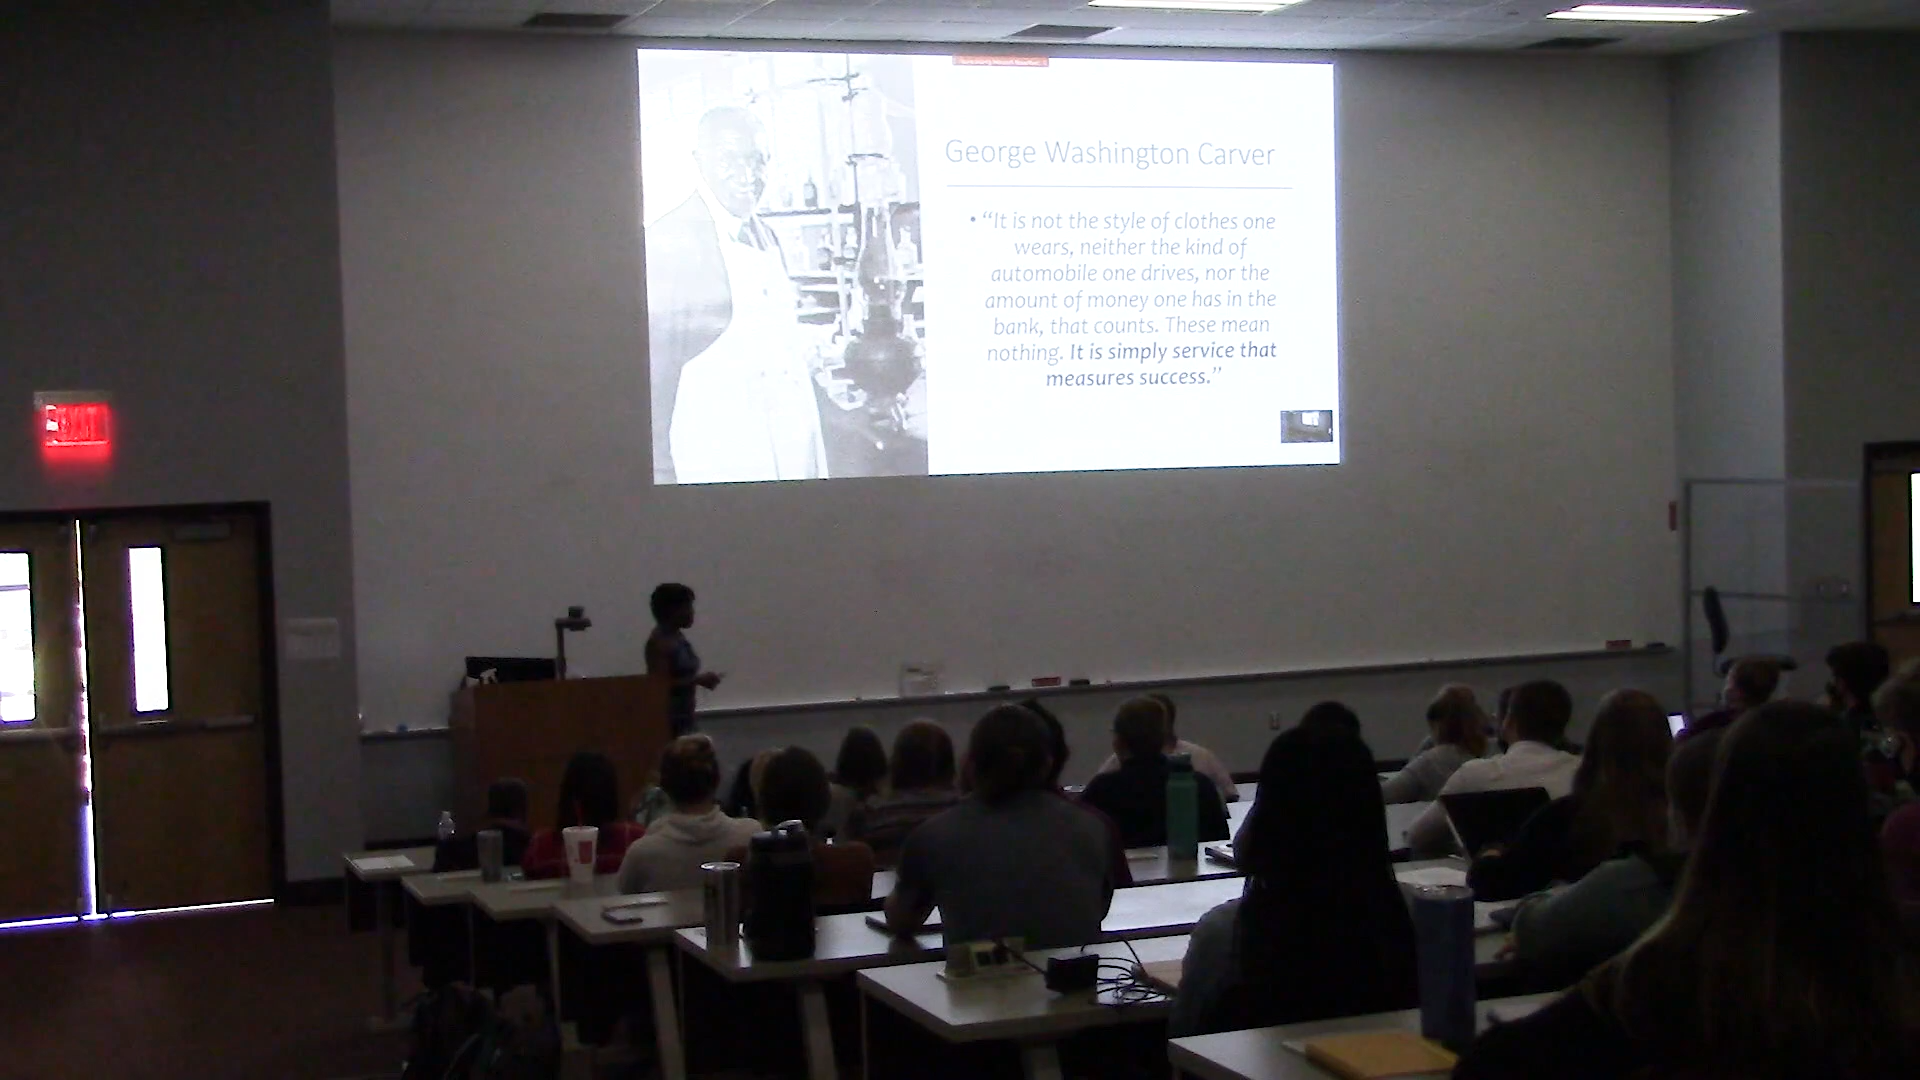 George Washington Carver
• “It is not the style of clothes one
wears, neither the kind of
automobile one drives, nor the
amount of money one has in the
bank, that counts. These mean
nothing. It is simply service that
measures success.”
EXIT